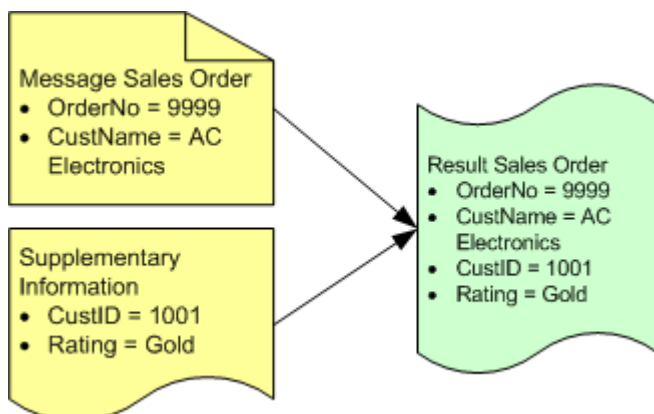 Message Sales Order
• OrderNo = 9999
• CustName = AC
Electronics
Supplementary
Information
• CustID = 1001
• Rating = Gold
Result Sales Order
• OrderNo = 9999
• CustName = AC
Electronics
• CustID = 1001
• Rating = Gold